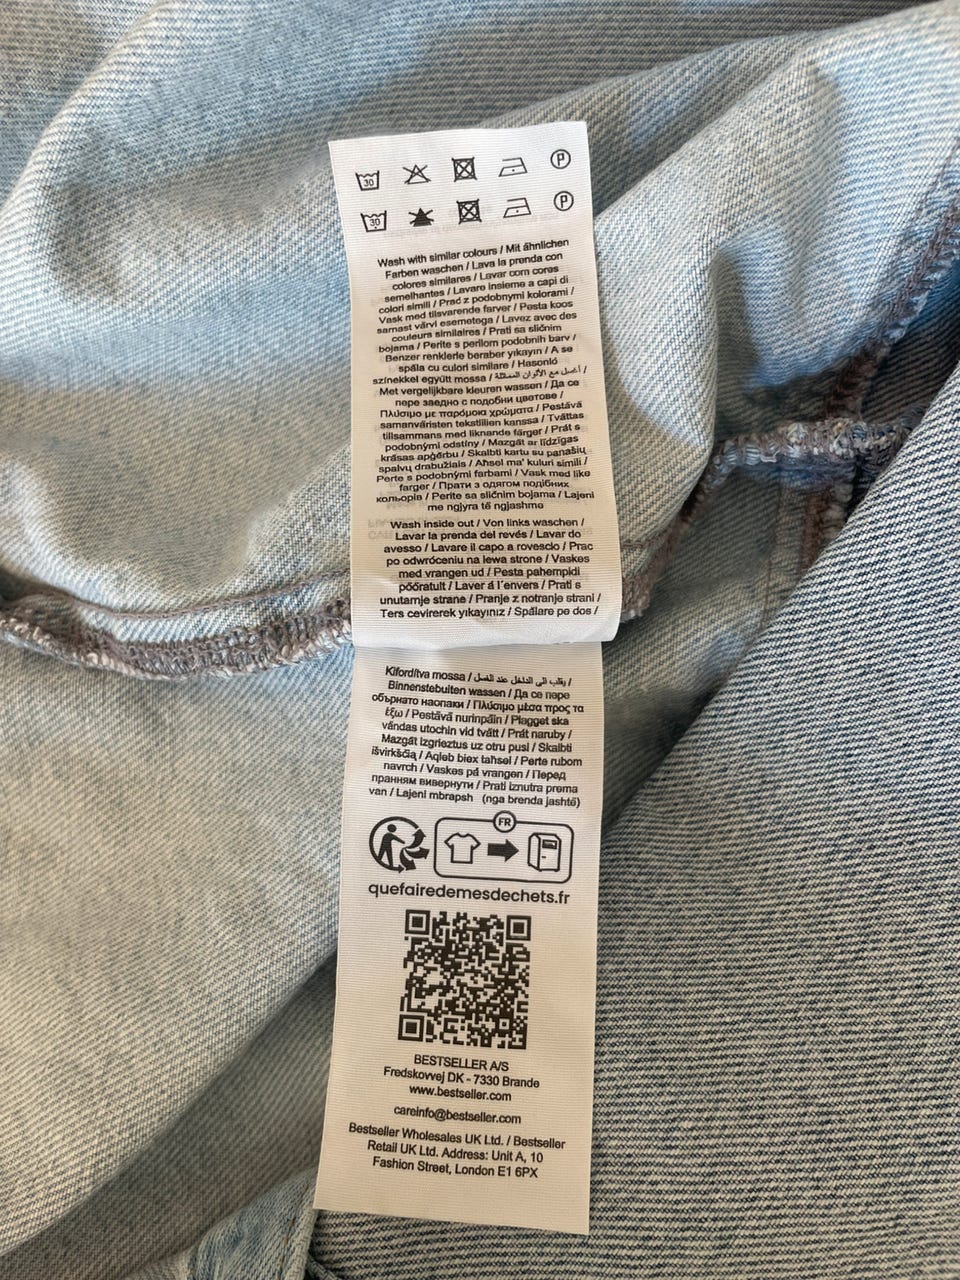 30 P
30 P
Wash with similar colours / Mit ähnlichen
Farben waschen / Lava la prenda con
colores similares / Lavar com cores
semelhantes / Lavare insieme a capi di
colori simili / Prać z podobnymi kolorami /
Vask med tilsvarende farver / Pesta koos
samast värvi esemetega / Lavez avec des
couleurs similaires / Prati sa sličnim
bojama / Perite s perilom podobnih barv /
Benzer renklerle beraber yıkayın / A se
spăla cu culori similare / Hasonló
színekkel együtt mossa / أغسل مع الألوان المماثلة /
Met vergelijkbare kleuren wassen / Да се
пере заедно с подобни цветове /
Πλύσιμο με παρόμοια χρώματα / Pestävä
samanväristen tekstiilien kanssa / Tvättas
tillsammans med liknande färger / Prát s
podobnými odstíny / Mazgāt ar līdzīgas
krāsas apģērbu / Skalbti kartu su panašių
spalvų drabužiais / Aħsel ma' kuluri simili /
Perte s podobnými farbami / Vask med like
farger / Прати з одягом подібних
кольорів / Perite sa sličnim bojama / Lajeni
me ngjyra të ngjashme
Wash inside out / Von links waschen /
Lavar la prenda del revés / Lavar do
avesso / Lavare il capo a rovescio / Prac
po odwróceniu na lewa strone / Vaskes
med vrangen ud / Pesta pahempidi
pööratult / Laver á l'envers / Prati s
unutarnje strane / Pranje z notranje strani /
Ters cevirerek yıkayınız / Spălare pe dos /
Kifordítva mossa / يقلب الى الداخل عند الغسل /
Binnenstebuiten wassen / Да се пере
обърнато наопаки / Πλύσιμο μέσα προς τα
έξω / Pestävä nurinpäin / Plagget ska
vändas utochin vid tvätt / Prát naruby /
Mazgāt izgrieztus uz otru pusi / Skalbti
išvirkščią / Aqleb biex taħsel / Perte rubom
navrch / Vaskes på vrangen / Перед
пранням вивернути / Prati iznutra prema
van / Lajeni mbrapsh (nga brenda jashtë)
FR
quefairedemesdechets.fr
BESTSELLER A/S
Fredskovvej DK - 7330 Brande
www.bestseller.com
careinfo@bestseller.com
Bestseller Wholesales UK Ltd. / Bestseller
Retail UK Ltd. Address: Unit A, 10
Fashion Street, London E1 6PX